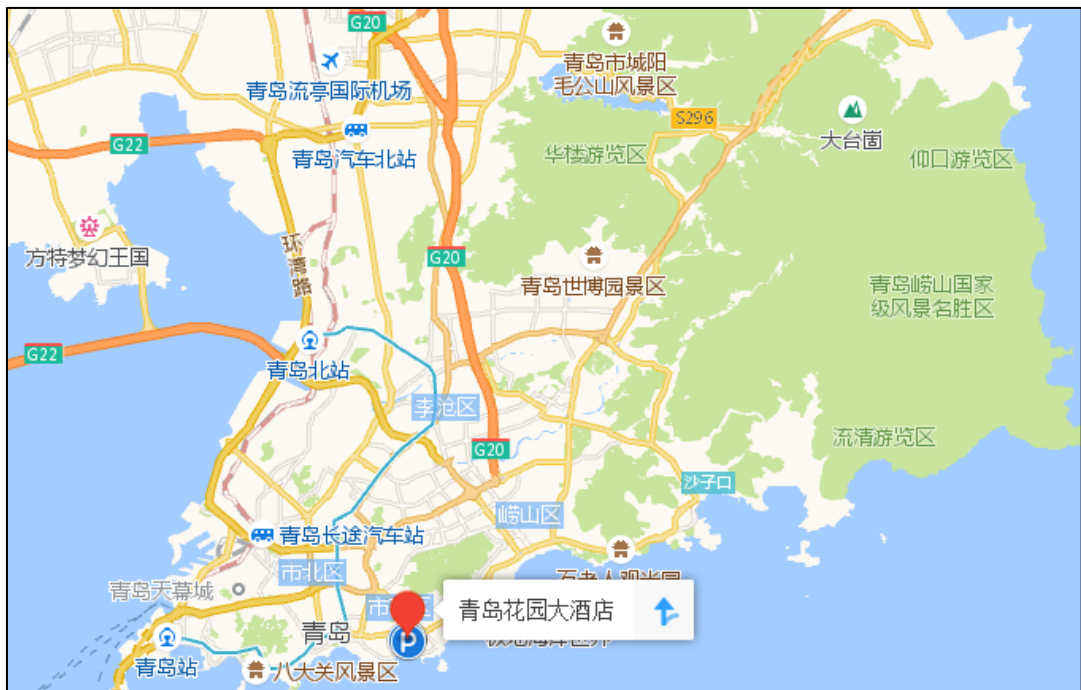 G20
青岛市城阳
毛公山风景区
青岛流亭国际机场
S296
大台崮
G22
青岛汽车北站
华楼游览区
仰口游览区
方特梦幻王国
环湾路
G20
青岛世博园景区
青岛崂山国家
级风景名胜区
G22
青岛北站
李沧区
流清游览区
G20
沙子口
崂山区
青岛长途汽车站
市北区
青岛天幕城
青岛花园大酒店
P
青岛
青岛站
八大关风景区